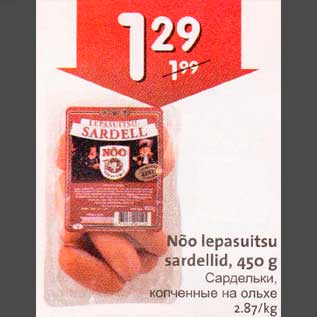 1.29
1.99
LEPASUITSU
SARDELL
NÕO
Nõo lepasuitsu
sardellid, 450 g
Сардельки,
копченные на ольхе
2.87/kg